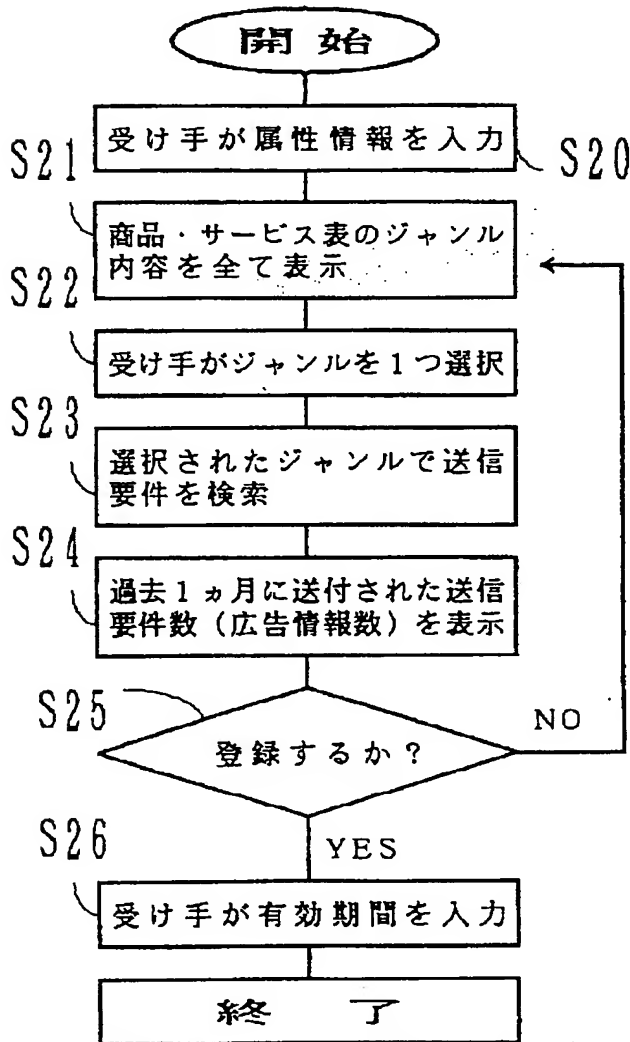 開始
受け手が属性情報を入力
S20
S21
商品・サービス表のジャンル
内容を全て表示
S22
受け手がジャンルを1つ選択
S23
選択されたジャンルで送信
要件を検索
S24
過去1ヵ月に送付された送信
要件数（広告情報数）を表示
S25
登録するか？
NO
YES
S26
受け手が有効期間を入力
終了